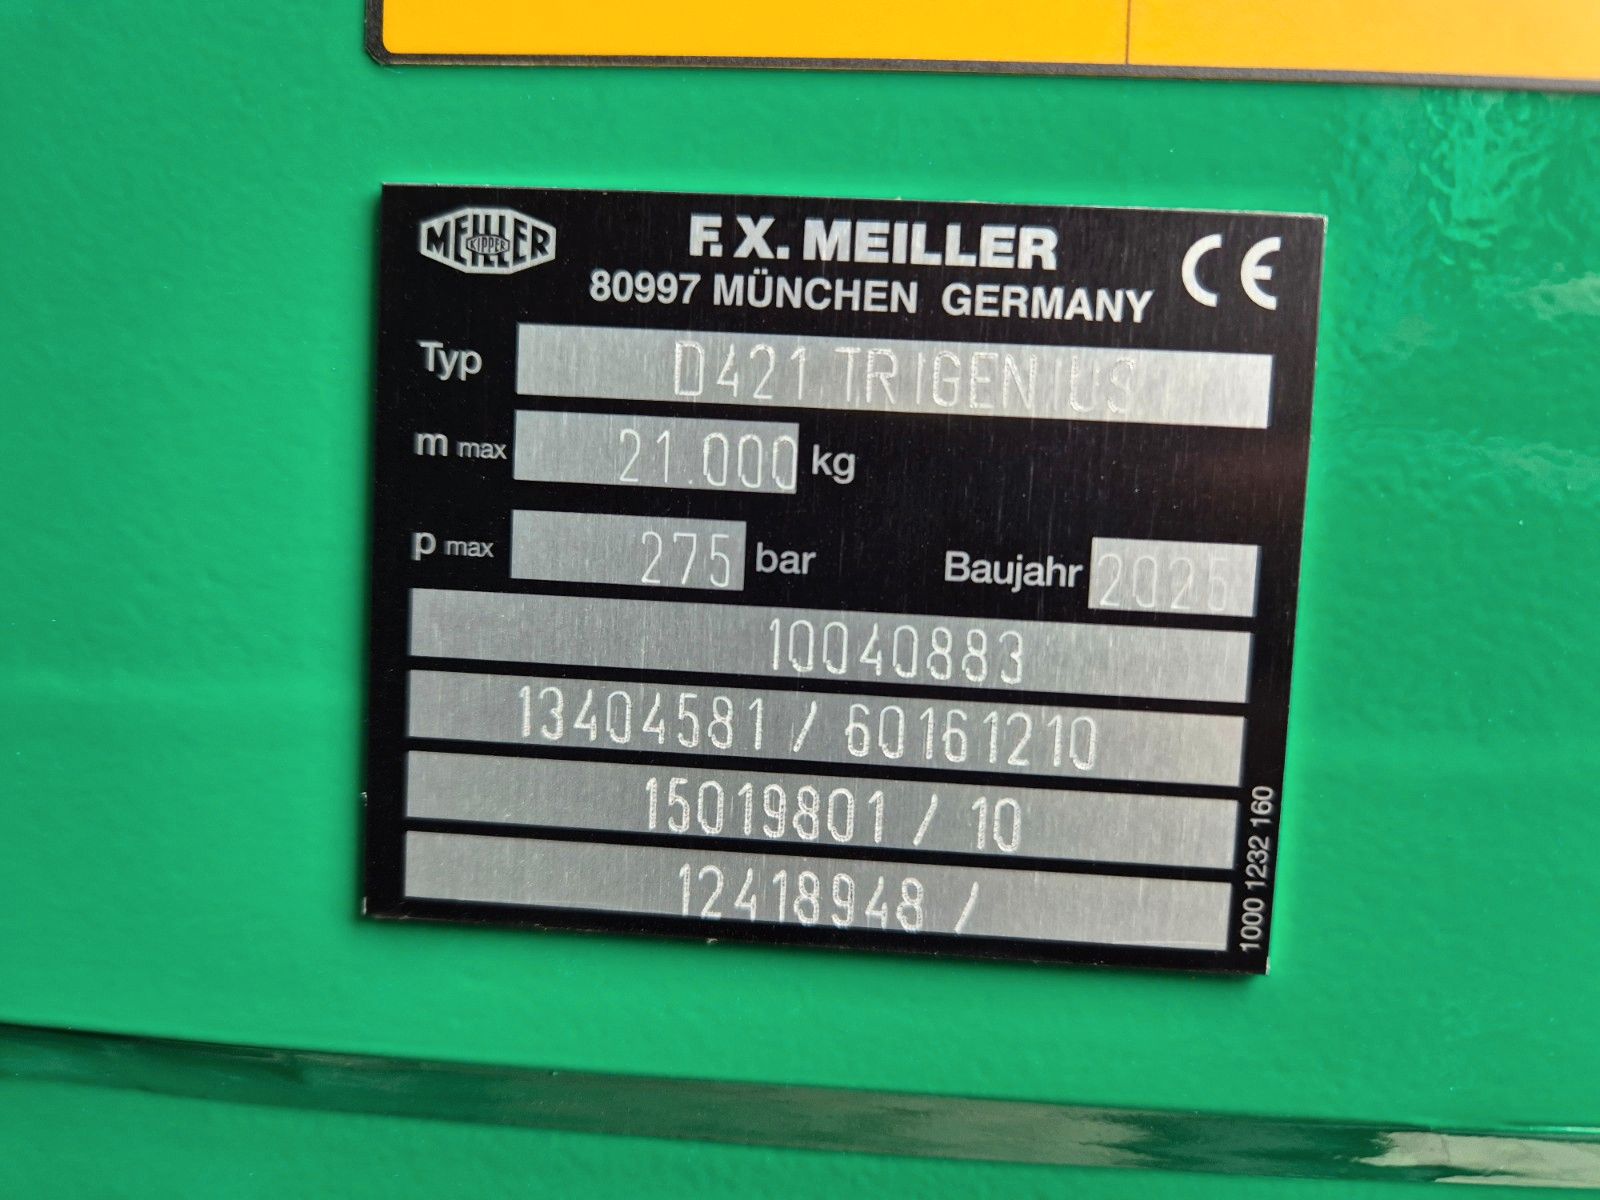 MEILLER
KIPPER
F.X. MEILLER
80997 MÜNCHEN GERMANY
CE
Typ D421 TRIGENIUS
m max 21.000 kg
p max 275 bar Baujahr 2025
10040883
13404581 / 60161210
15019801 / 10
12418948 /
1000 1232 160